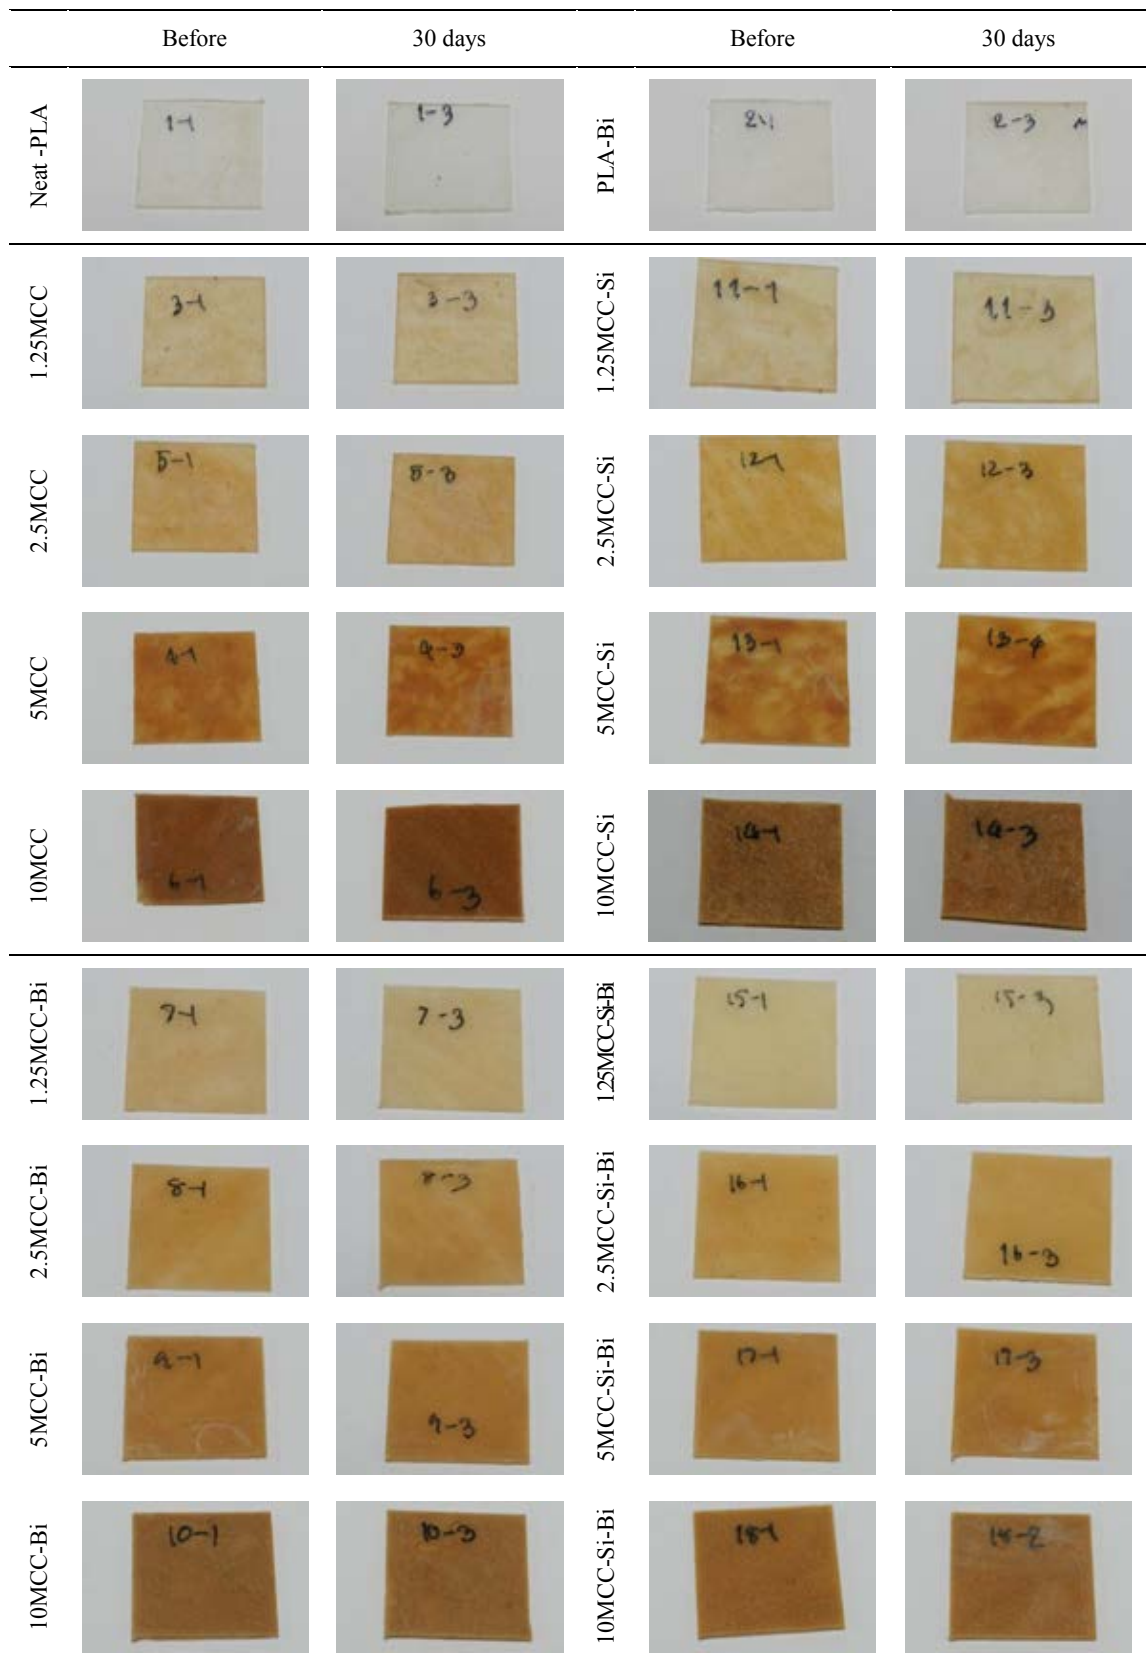 Before 30 days Before 30 days
Neat -PLA 1-1 1-3 PLA-Bi 2-1 2-3
1.25MCC 3-1 3-3 1.25MCC-Si 11-1 11-3
2.5MCC 5-1 5-3 2.5MCC-Si 12-1 12-3
5MCC 4-1 4-3 5MCC-Si 13-1 13-4
10MCC 6-1 6-3 10MCC-Si 14-1 14-3
1.25MCC-Bi 7-1 7-3 1.25MCC-Si-Bi 15-1 15-3
2.5MCC-Bi 8-1 8-3 2.5MCC-Si-Bi 16-1 16-3
5MCC-Bi 9-1 9-3 5MCC-Si-Bi 17-1 17-3
10MCC-Bi 10-1 10-3 10MCC-Si-Bi 18-1 18-2